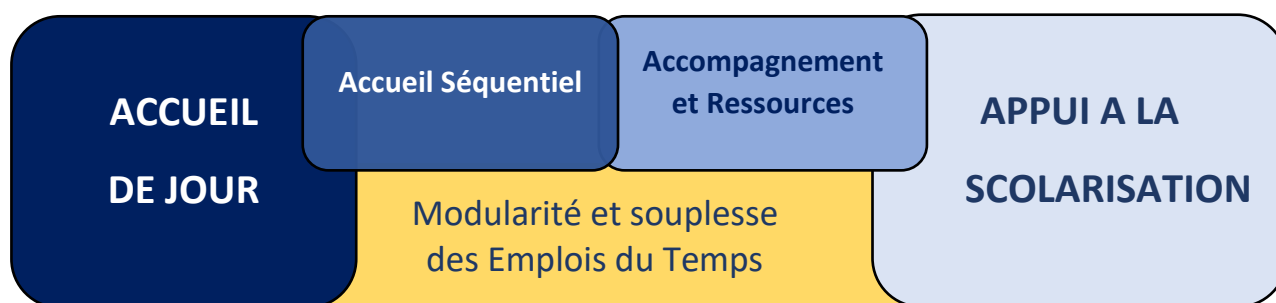 ACCUEIL
DE JOUR
Accueil Séquentiel
Accompagnement
et Ressources
APPUI A LA
SCOLARISATION
Modularité et souplesse
des Emplois du Temps